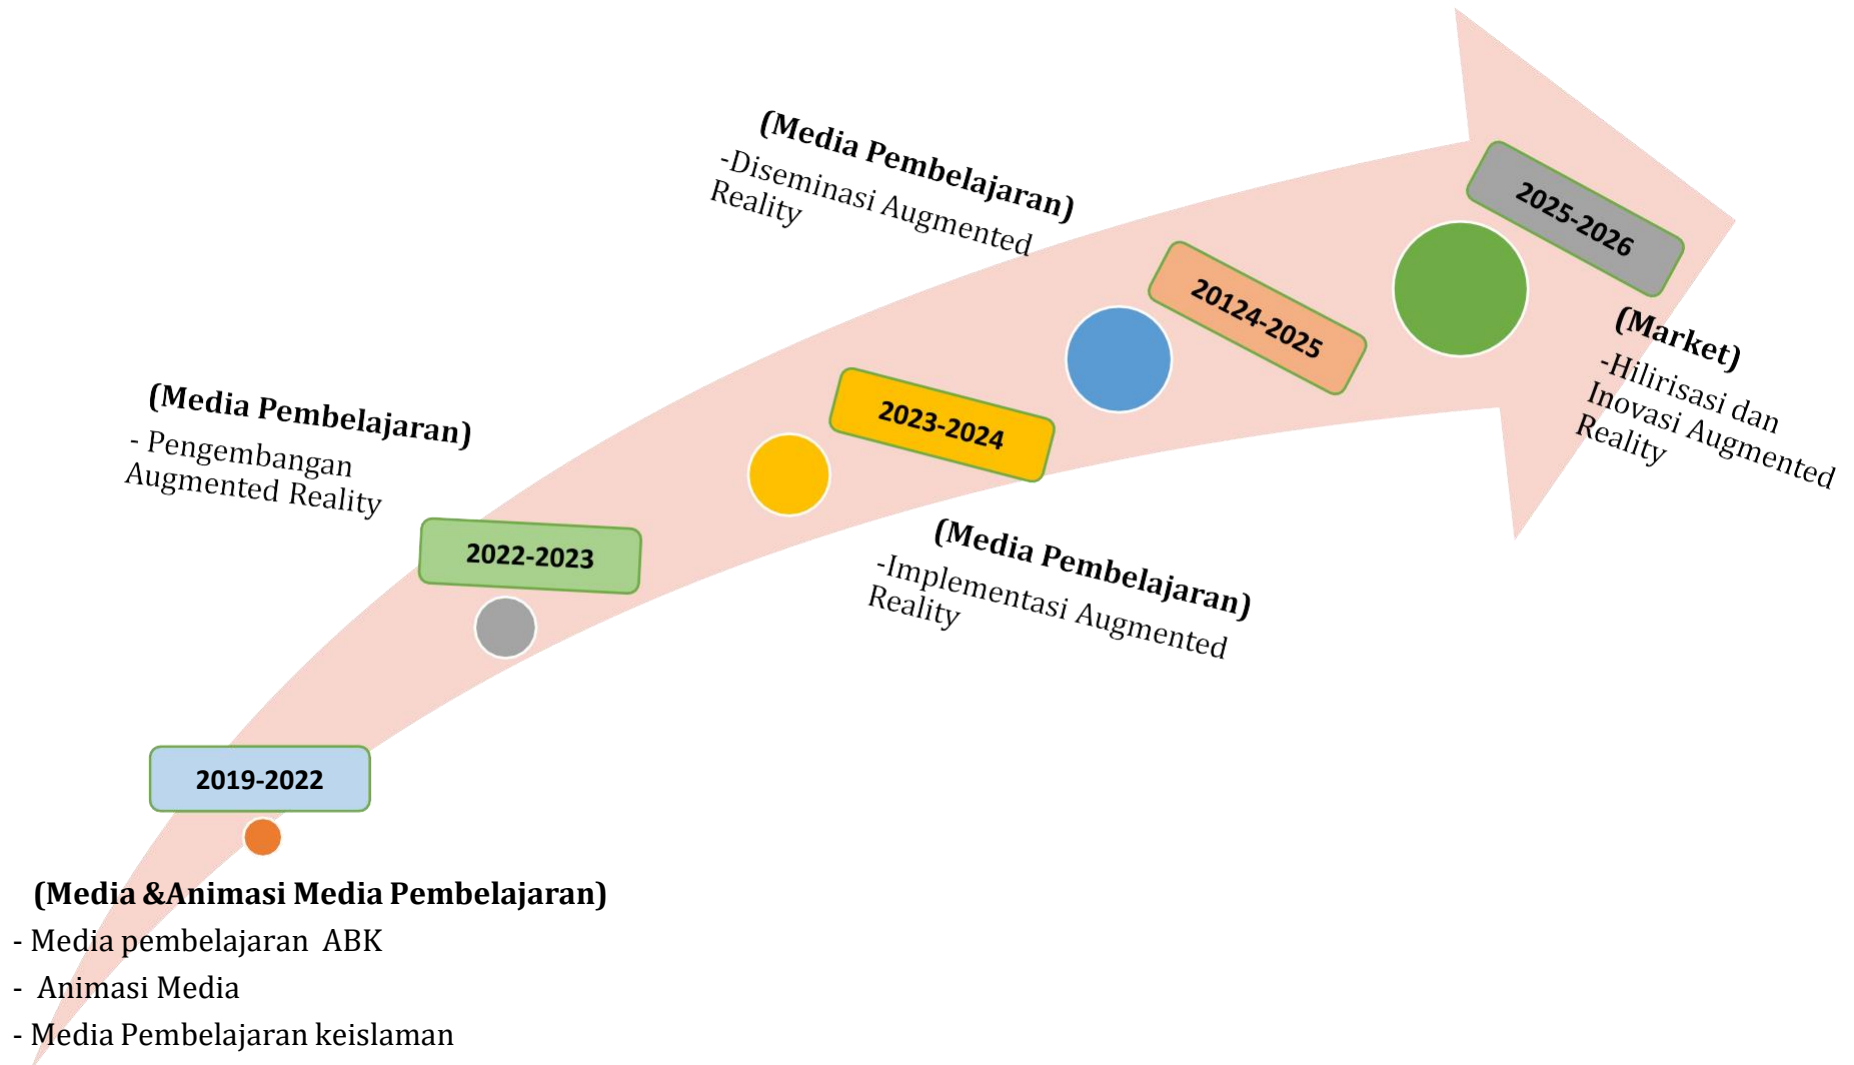 2019-2022
(Media &Animasi Media Pembelajaran)
- Media pembelajaran ABK
- Animasi Media
- Media Pembelajaran keislaman
(Media Pembelajaran)
- Pengembangan
Augmented Reality
2022-2023
2023-2024
(Media Pembelajaran)
-Implementasi Augmented
Reality
(Media Pembelajaran)
-Diseminasi Augmented
Reality
20124-2025
2025-2026
(Market)
-Hilirisasi dan
Inovasi Augmented
Reality